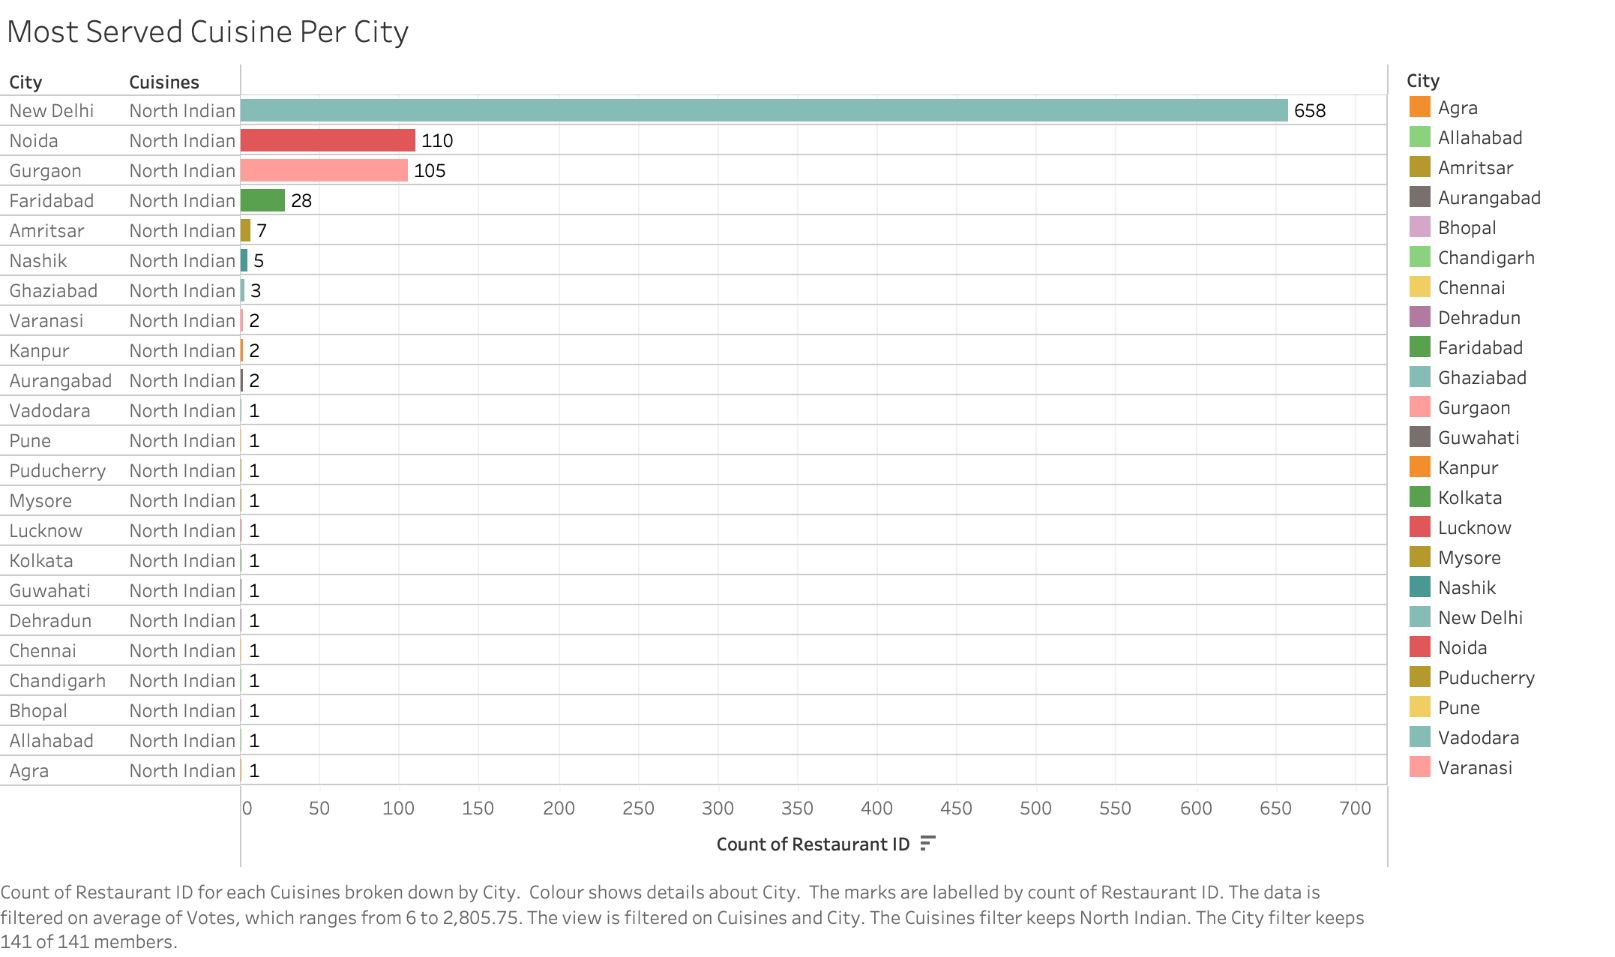 Most Served Cuisine Per City
City Cuisines
New Delhi North Indian 658
Noida North Indian 110
Gurgaon North Indian 105
Faridabad North Indian 28
Amritsar North Indian 7
Nashik North Indian 5
Ghaziabad North Indian 3
Varanasi North Indian 2
Kanpur North Indian 2
Aurangabad North Indian 2
Vadodara North Indian 1
Pune North Indian 1
Puducherry North Indian 1
Mysore North Indian 1
Lucknow North Indian 1
Kolkata North Indian 1
Guwahati North Indian 1
Dehradun North Indian 1
Chennai North Indian 1
Chandigarh North Indian 1
Bhopal North Indian 1
Allahabad North Indian 1
Agra North Indian 1
0 50 100 150 200 250 300 350 400 450 500 550 600 650 700
Count of Restaurant ID
City
Agra
Allahabad
Amritsar
Aurangabad
Bhopal
Chandigarh
Chennai
Dehradun
Faridabad
Ghaziabad
Gurgaon
Guwahati
Kanpur
Kolkata
Lucknow
Mysore
Nashik
New Delhi
Noida
Puducherry
Pune
Vadodara
Varanasi
Count of Restaurant ID for each Cuisines broken down by City.  Colour shows details about City.  The marks are labelled by count of Restaurant ID. The data is
filtered on average of Votes, which ranges from 6 to 2,805.75. The view is filtered on Cuisines and City. The Cuisines filter keeps North Indian. The City filter keeps
141 of 141 members.